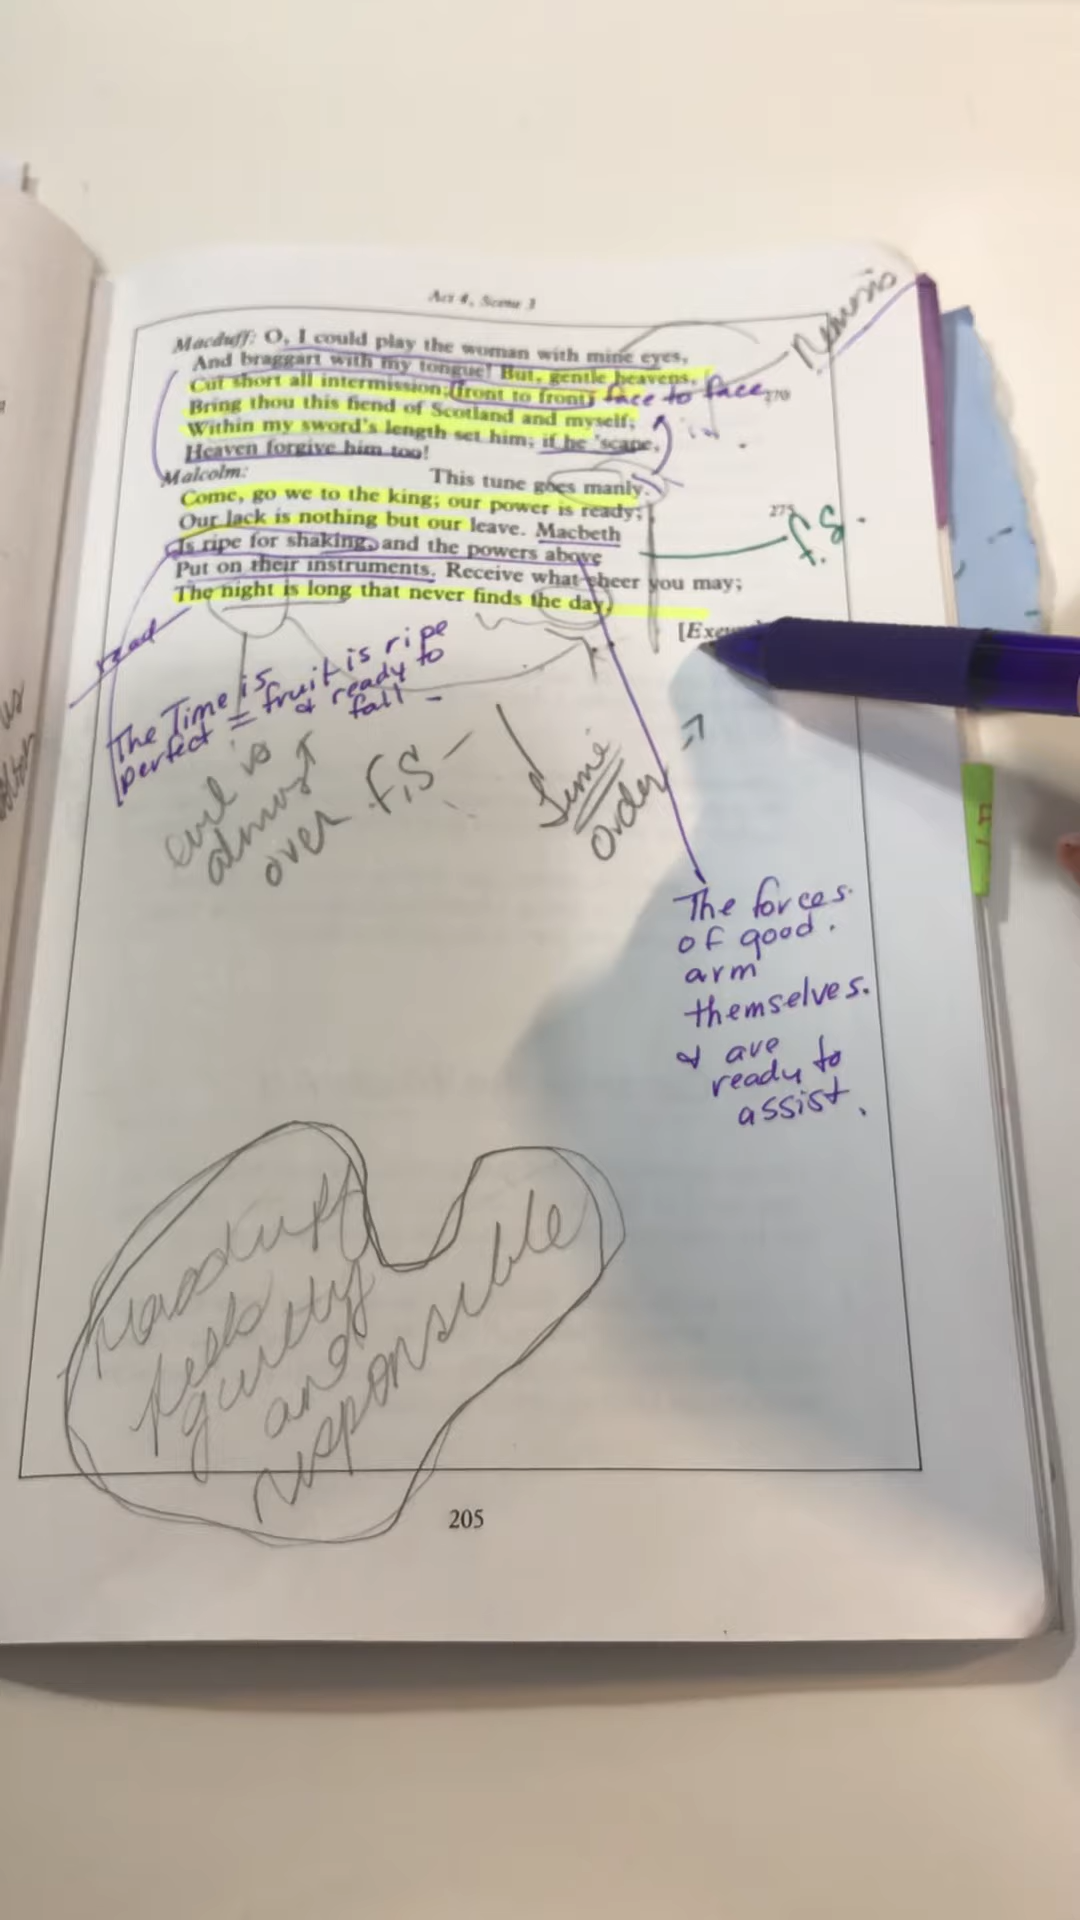 Act 4, Scene 3
Nemesis
Macduff: O, I could play the woman with mine eyes,
And braggart with my tongue! But, gentle heavens,
Cut short all intermission; front to front, face to face 270
Bring thou this fiend of Scotland and myself;
Within my sword's length set him; if he 'scape,
Heaven forgive him too!
Malcolm: This tune goes manly.
Come, go we to the king; our power is ready;
Our lack is nothing but our leave. Macbeth 275
Is ripe for shaking, and the powers above
f.S.
Put on their instruments. Receive what cheer you may;
The night is long that never finds the day.
read
The Time is
perfect = fruit is ripe
& ready to
fall
evil is
almost
over
F.S
order
The forces
of good.
arm
themselves.
& are
ready to
assist.
Macduff
feels
guilty
and
responsible
205